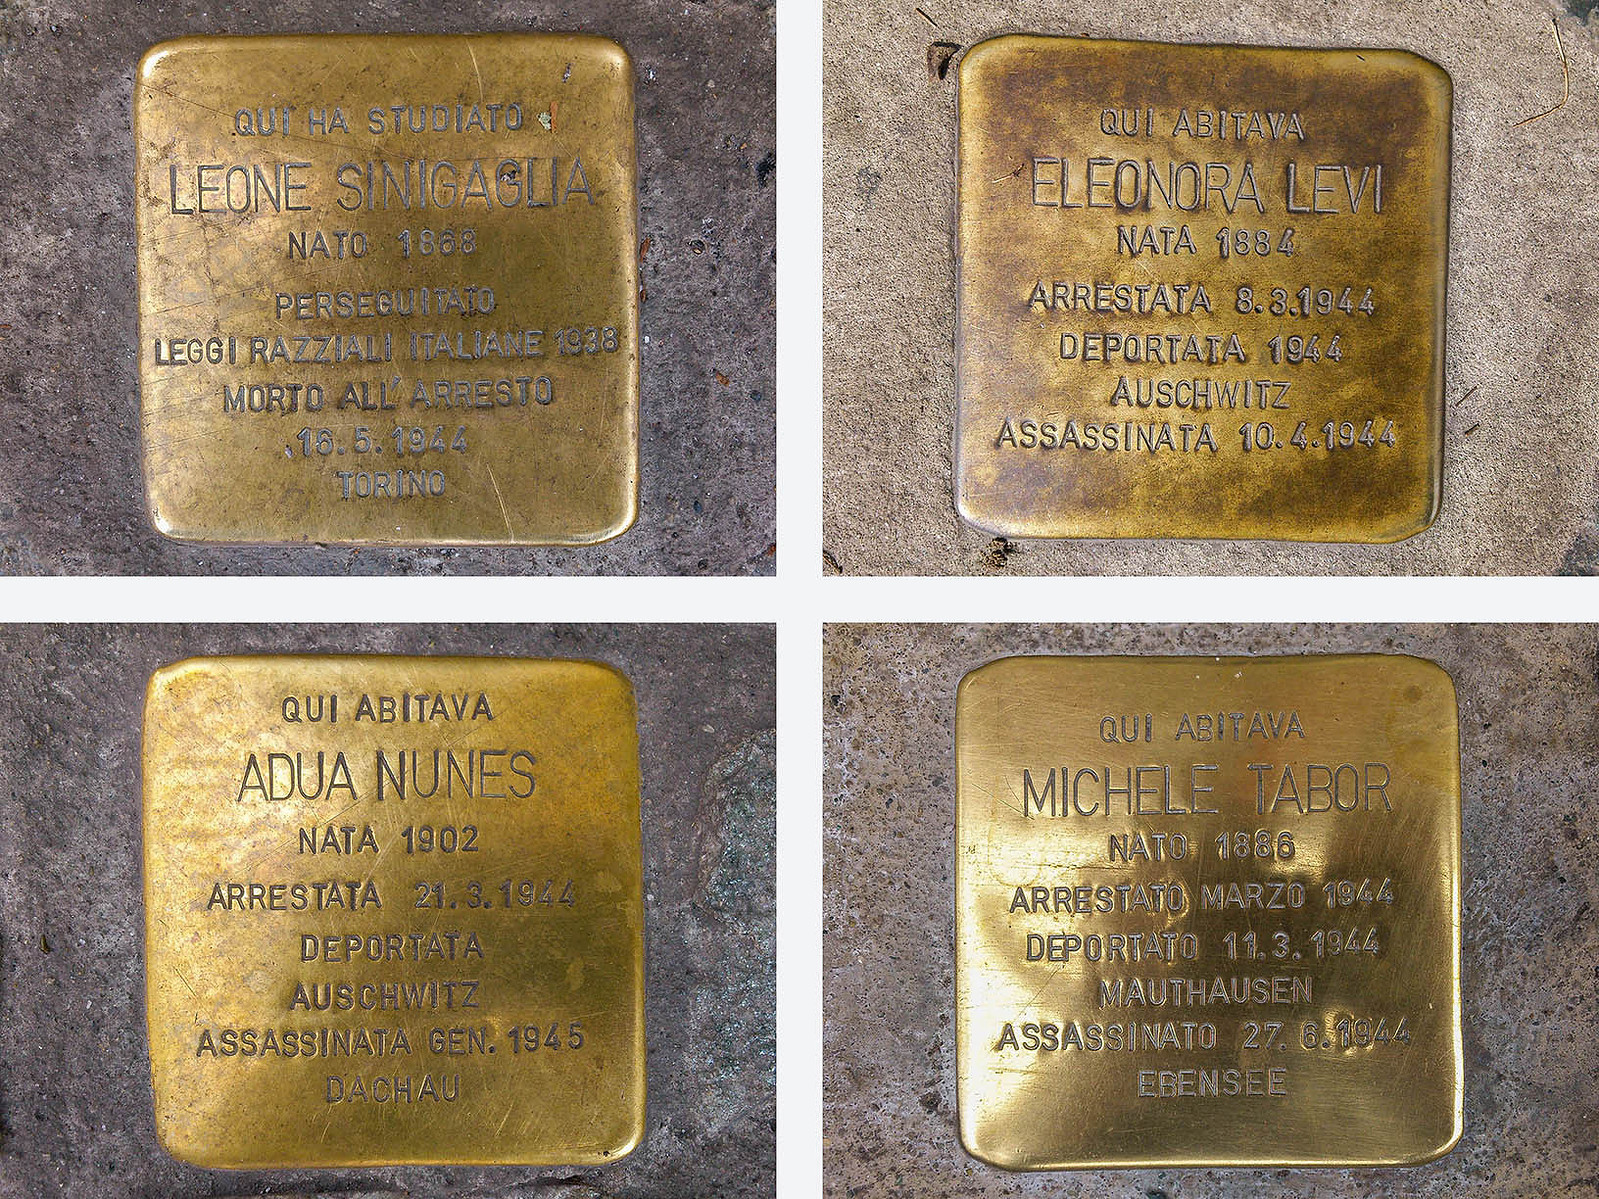 QUI HA STUDIATO
LEONE SINIGAGLIA
NATO 1868
PERSEGUITATO
LEGGI RAZZIALI ITALIANE 1938
MORTO ALL'ARRESTO
16.5.1944
TORINO
QUI ABITAVA
ELEONORA LEVI
NATA 1884
ARRESTATA 8.3.1944
DEPORTATA 1944
AUSCHWITZ
ASSASSINATA 10.4.1944
QUI ABITAVA
ADUA NUNES
NATA 1902
ARRESTATA 21.3.1944
DEPORTATA
AUSCHWITZ
ASSASSINATA GEN. 1945
DACHAU
QUI ABITAVA
MICHELE TABOR
NATO 1886
ARRESTATO MARZO 1944
DEPORTATO 11.3.1944
MAUTHAUSEN
ASSASSINATO 27.6.1944
EBENSEE